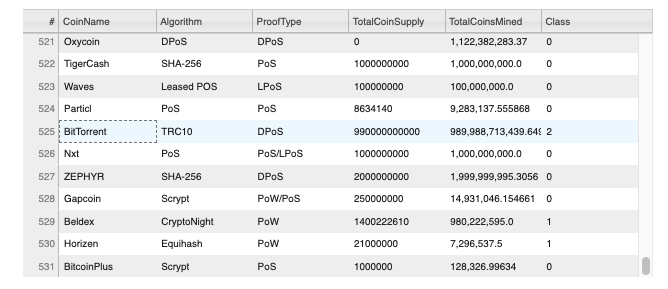 # CoinName Algorithm ProofType TotalCoinSupply TotalCoinsMined Class
521 Oxycoin DPoS DPoS 0 1,122,382,283.37 0
522 TigerCash SHA-256 PoS 1000000000 1,000,000,000.0 0
523 Waves Leased POS LPoS 100000000 100,000,000.0 0
524 Particl PoS PoS 8634140 9,283,137.555868 0
525 BitTorrent TRC10 DPoS 990000000000 989,988,713,439.649 2
526 Nxt PoS PoS/LPoS 1000000000 1,000,000,000.0 0
527 ZEPHYR SHA-256 DPoS 2000000000 1,999,999,995.3056 0
528 Gapcoin Scrypt PoW/PoS 250000000 14,931,046.154661 0
529 Beldex CryptoNight PoW 1400222610 980,222,595.0 1
530 Horizen Equihash PoW 21000000 7,296,537.5 1
531 BitcoinPlus Scrypt PoS 1000000 128,326.99634 0